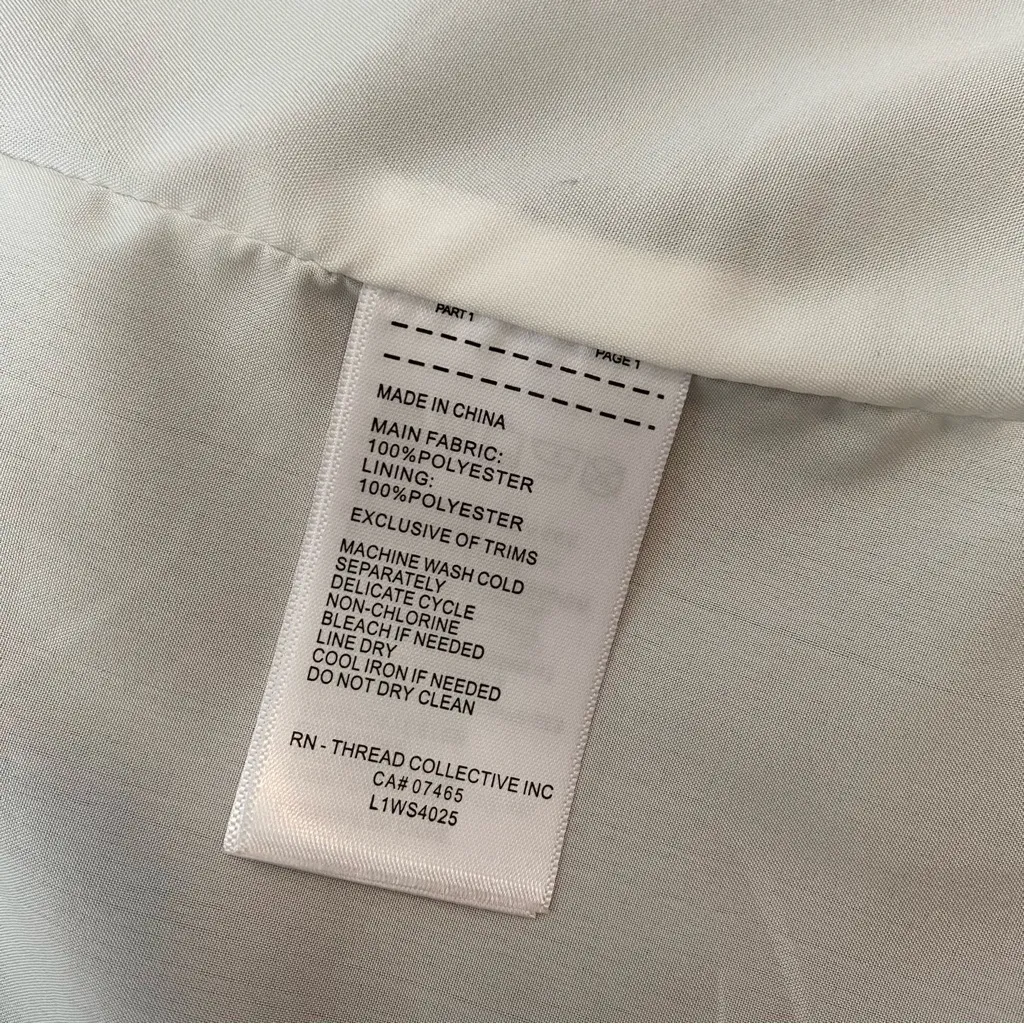 PART 1
PAGE 1
MADE IN CHINA
MAIN FABRIC:
100%POLYESTER
LINING:
100%POLYESTER
EXCLUSIVE OF TRIMS
MACHINE WASH COLD
SEPARATELY
DELICATE CYCLE
NON-CHLORINE
BLEACH IF NEEDED
LINE DRY
COOL IRON IF NEEDED
DO NOT DRY CLEAN
RN - THREAD COLLECTIVE INC
CA# 07465
L1WS4025